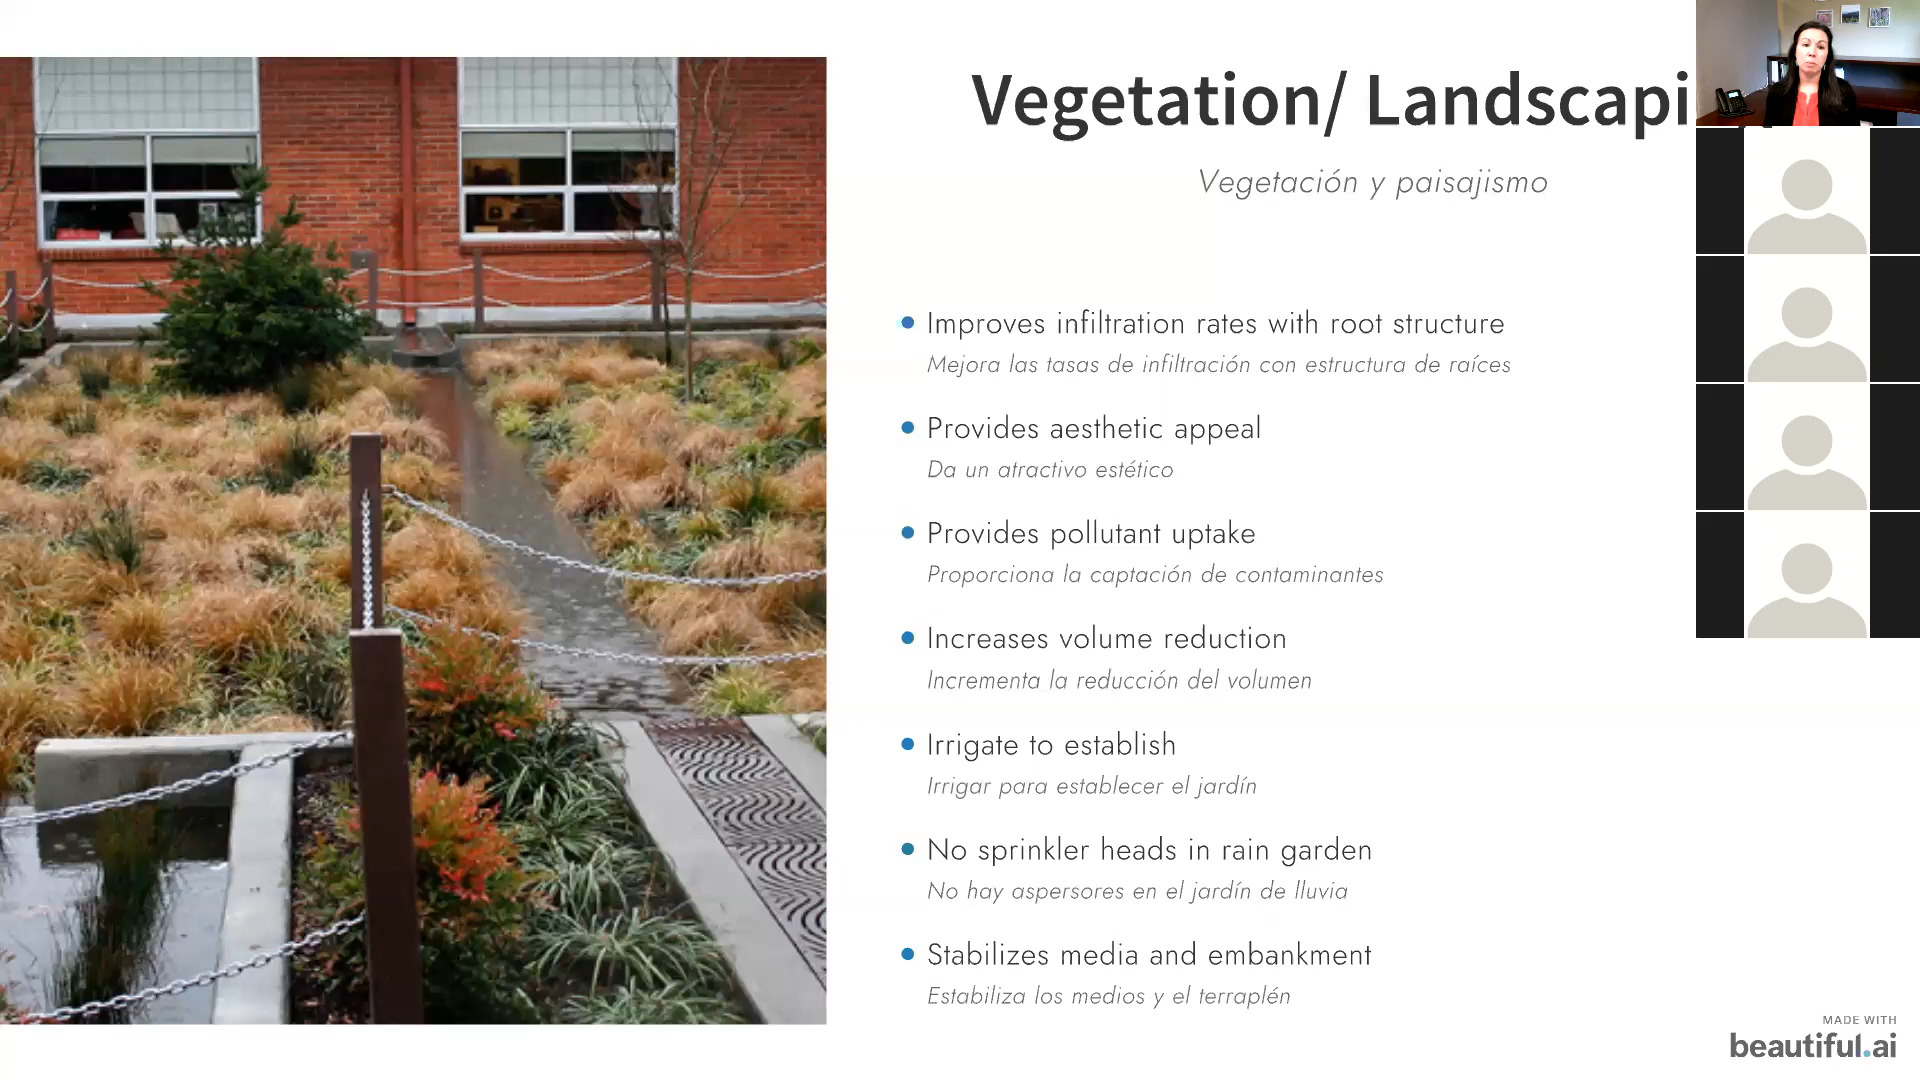 Vegetation/ Landscapi
Vegetación y paisajismo
Improves infiltration rates with root structure
Mejora las tasas de infiltración con estructura de raíces
Provides aesthetic appeal
Da un atractivo estético
Provides pollutant uptake
Proporciona la captación de contaminantes
Increases volume reduction
Incrementa la reducción del volumen
Irrigate to establish
Irrigar para establecer el jardín
No sprinkler heads in rain garden
No hay aspersores en el jardín de lluvia
Stabilizes media and embankment
Estabiliza los medios y el terraplén
MADE WITH
beautiful.ai